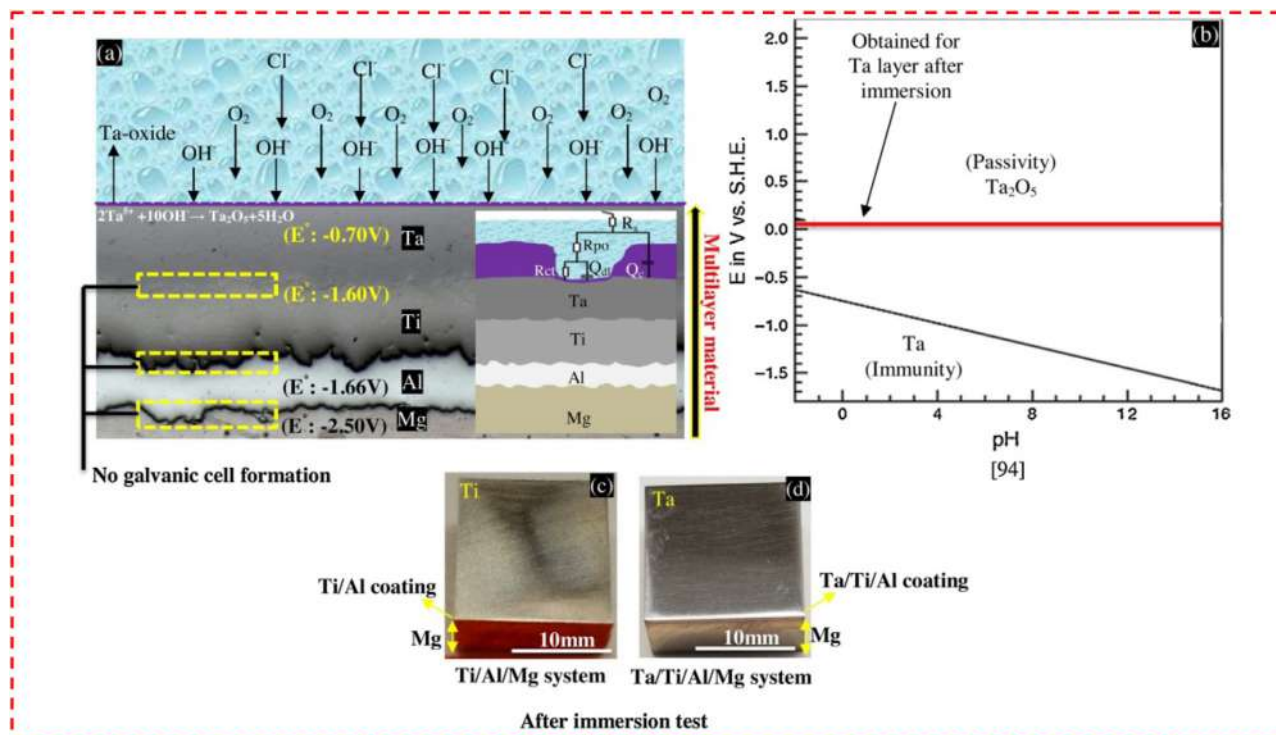 (a)
Cl⁻ Cl⁻ Cl⁻ Cl⁻ Cl⁻
O₂ O₂ O₂ O₂ O₂ O₂ O₂
Ta-oxide
OH⁻ OH⁻ OH⁻ OH⁻ OH⁻ OH⁻ OH⁻
2Ta⁵⁺ +10OH⁻→ Ta₂O₅+5H₂O
(E°: -0.70V)
Ta
(E°: -1.60V)
Ti
(E°: -1.66V)
Al
(E°: -2.50V)
Mg
Rs
Rpo
Rct
Qdl
Qc
Ta
Ti
Al
Mg
Multilayer material
No galvanic cell formation
(b)
Obtained for
Ta layer after
immersion
(Passivity)
Ta₂O₅
Ta
(Immunity)
E in V vs. S.H.E.
2.0
1.5
1.0
0.5
0.0
−0.5
−1.0
−1.5
0 4 8 12 16
pH
[94]
Ti
(c)
Ti/Al coating
Mg
10mm
Ti/Al/Mg system
Ta
(d)
Ta/Ti/Al coating
Mg
10mm
Ta/Ti/Al/Mg system
After immersion test